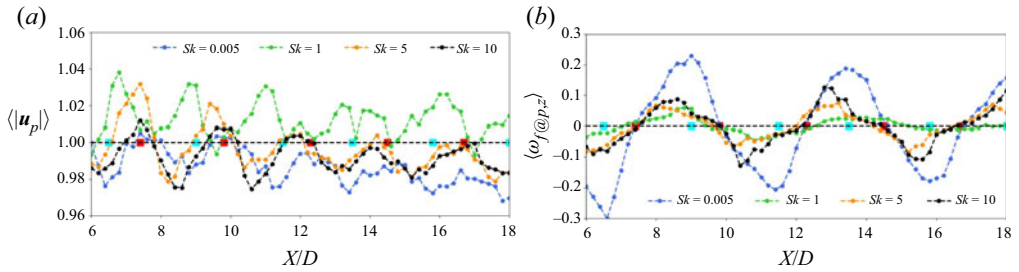 (a)
1.06
1.04
1.02
1.00
0.98
0.96
⟨|u_p|⟩
Sk = 0.005 Sk = 1 Sk = 5 Sk = 10
6 8 10 12 14 16 18
X/D
(b)
0.3
0.2
0.1
0
–0.1
–0.2
–0.3
⟨ω_{f@p,z}⟩
Sk = 0.005 Sk = 1 Sk = 5 Sk = 10
6 8 10 12 14 16 18
X/D